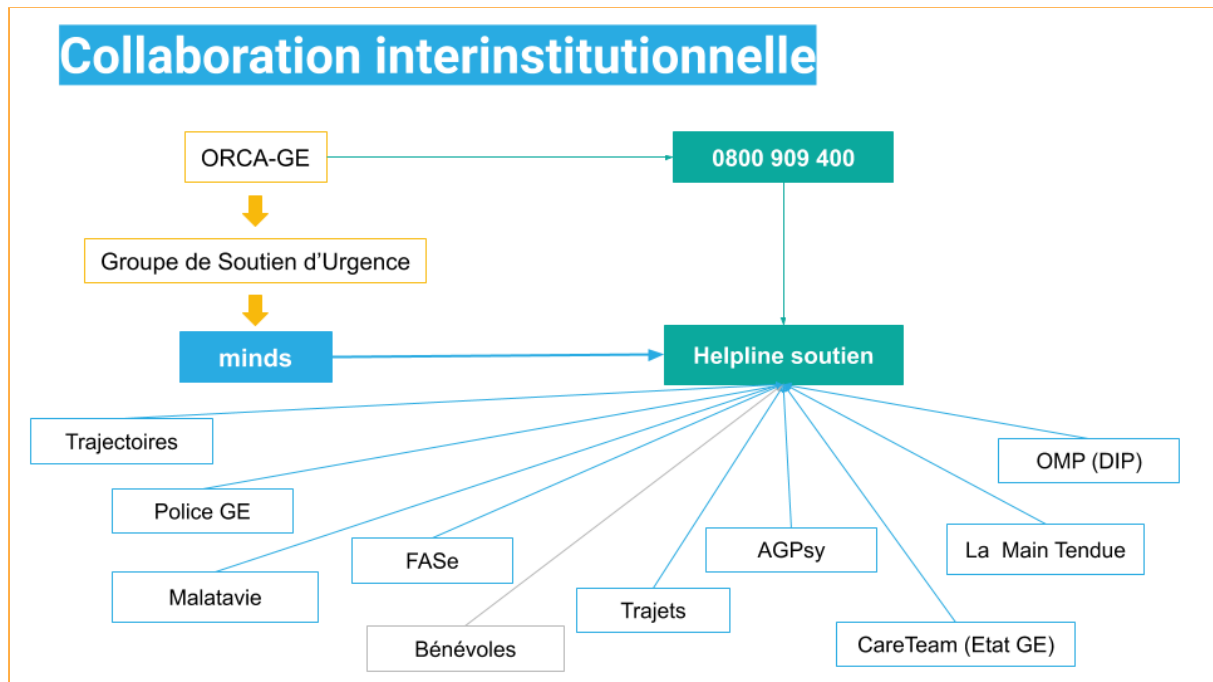 Collaboration interinstitutionnelle
ORCA-GE
0800 909 400
Groupe de Soutien d’Urgence
minds
Helpline soutien
Trajectoires
OMP (DIP)
Police GE
AGPsy
La Main Tendue
FASe
Malatavie
Trajets
CareTeam (Etat GE)
Bénévoles